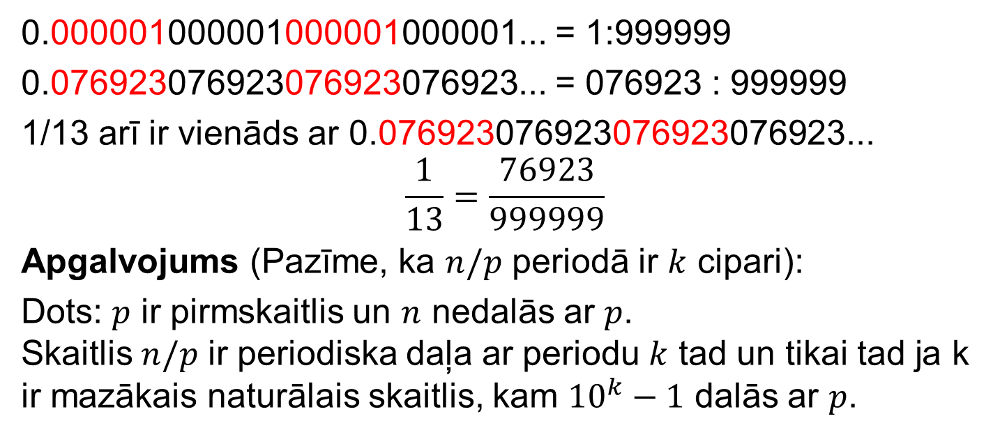 0.000001000001000001000001... = 1:999999
0.076923076923076923076923... = 076923 : 999999
1/13 arī ir vienāds ar 0.076923076923076923076923...
1/13 = 76923/999999
Apgalvojums (Pazīme, ka n/p periodā ir k cipari):
Dots: p ir pirmskaitlis un n nedalās ar p.
Skaitlis n/p ir periodiska daļa ar periodu k tad un tikai tad ja k
ir mazākais naturālais skaitlis, kam 10^k − 1 dalās ar p.